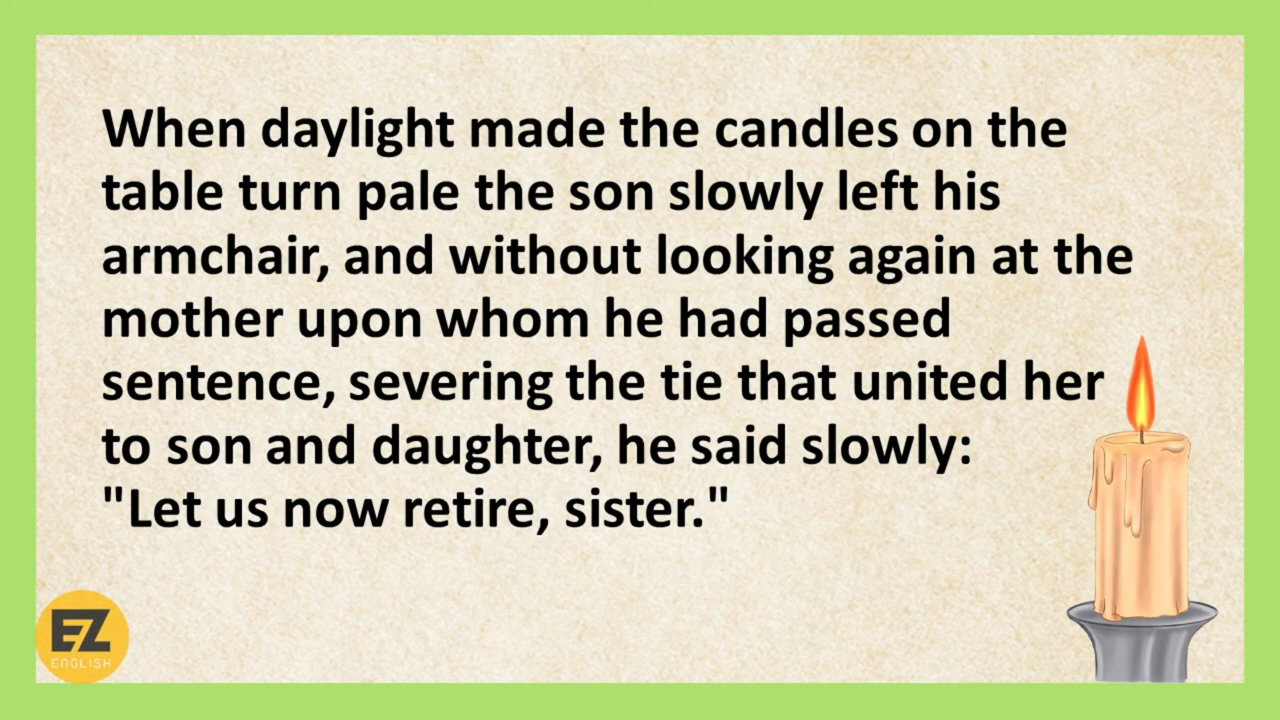 When daylight made the candles on the
table turn pale the son slowly left his
armchair, and without looking again at the
mother upon whom he had passed
sentence, severing the tie that united her
to son and daughter, he said slowly:
"Let us now retire, sister."
EZ
ENGLISH